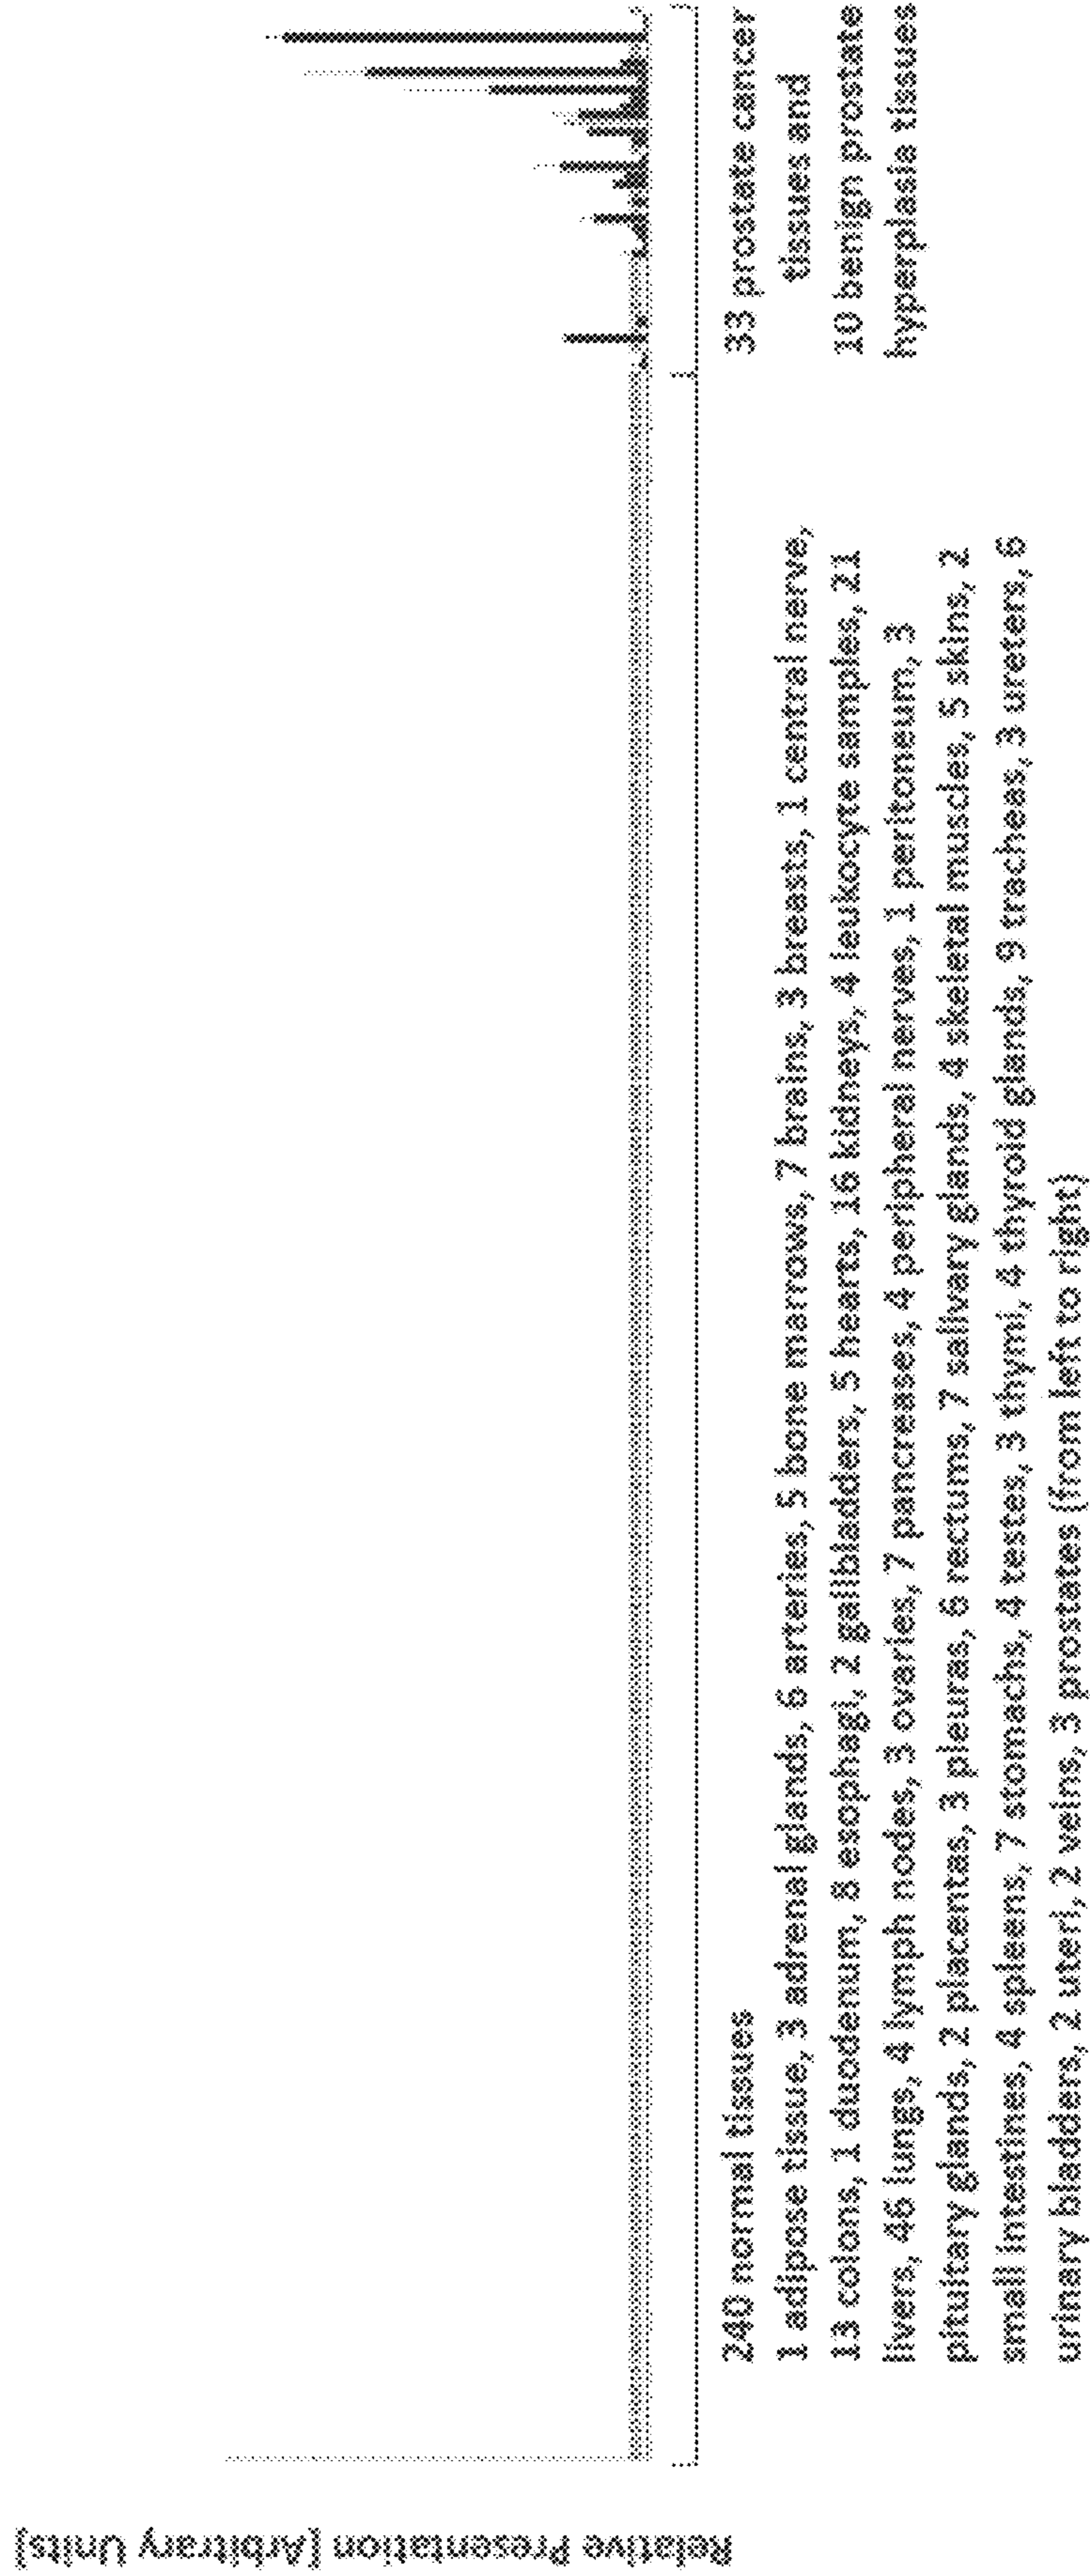 Relative Presentation [Arbitrary Units]
240 normal tissues
1 adipose tissue, 3 adrenal glands, 6 arteries, 5 bone marrows, 7 brains, 3 breasts, 1 central nerve,
13 colons, 1 duodenum, 8 esophagi, 2 gallbladders, 5 hearts, 16 kidneys, 4 leukocyte samples, 21
livers, 46 lungs, 4 lymph nodes, 3 ovaries, 7 pancreases, 4 peripheral nerves, 1 peritoneum, 3
pituitary glands, 2 placentas, 3 pleuras, 6 rectums, 7 salivary glands, 4 skeletal muscles, 5 skins, 2
small intestines, 4 spleens, 7 stomachs, 4 testes, 3 thymi, 4 thyroid glands, 9 tracheas, 3 ureters, 6
urinary bladders, 2 uteri, 2 veins, 3 prostates (from left to right)
33 prostate cancer
tissues and
10 benign prostate
hyperplasia tissues